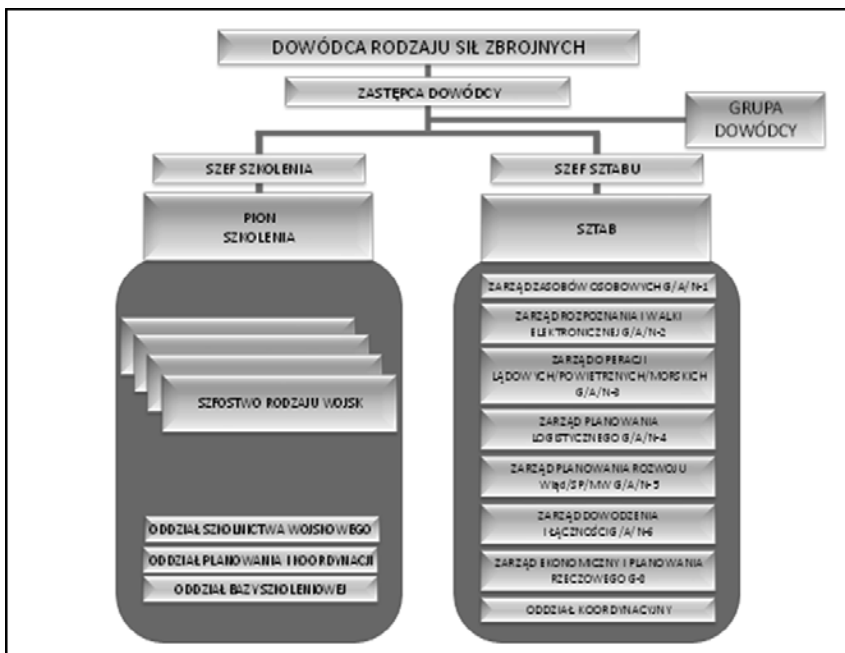 DOWÓDCA RODZAJU SIŁ ZBROJNYCH
ZASTĘPCA DOWÓDCY
GRUPA
DOWÓDCY
SZEF SZKOLENIA
SZEF SZTABU
PION
SZKOLENIA
SZTAB
SZEFOSTWO RODZAJU WOJSK
ODDZIAŁ SZKOLNICTWA WOJSKOWEGO
ODDZIAŁ PLANOWANIA I KOORDYNACJI
ODDZIAŁ BAZY SZKOLENIOWEJ
ZARZĄD ZASOBÓW OSOBOWYCH G/A/N-1
ZARZĄD ROZPOZNANIA I WALKI
ELEKTRONICZNEJ G/A/N-2
ZARZĄD OPERACJI
LĄDOWYCH/POWIETRZNYCH/MORSKICH
G/A/N-3
ZARZĄD PLANOWANIA
LOGISTYCZNEGO G/A/N-4
ZARZĄD PLANOWANIA ROZWOJU
WLąd/SP/MW G/A/N-5
ZARZĄD DOWODZENIA
I ŁĄCZNOŚCI G/A/N-6
ZARZĄD EKONOMICZNY I PLANOWANIA
RZECZOWEGO G-8
ODDZIAŁ KOORDYNACYJNY